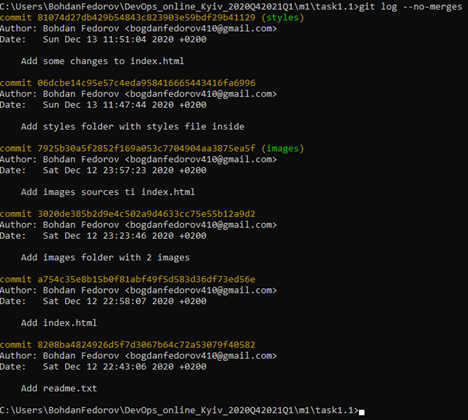 C:\Users\BohdanFedorov\DevOps_online_Kyiv_2020Q42021Q1\m1\task1.1>git log --no-merges
commit 81074d27db429b54843c823903e59bdf29b41129 (styles)
Author: Bohdan Fedorov <bogdanfedorov410@gmail.com>
Date:   Sun Dec 13 11:51:04 2020 +0200
Add some changes to index.html
commit 06dcbe14c95e57c4eda958416665443416fa6996
Author: Bohdan Fedorov <bogdanfedorov410@gmail.com>
Date:   Sun Dec 13 11:47:44 2020 +0200
Add styles folder with styles file inside
commit 7925b30a5f2852f169a053c7704904aa3875ea5f (images)
Author: Bohdan Fedorov <bogdanfedorov410@gmail.com>
Date:   Sat Dec 12 23:57:23 2020 +0200
Add images sources ti index.html
commit 3020de385b2d9e4c502a9d4633cc75e55b12a9d2
Author: Bohdan Fedorov <bogdanfedorov410@gmail.com>
Date:   Sat Dec 12 23:23:46 2020 +0200
Add images folder with 2 images
commit a754c35e8b15b0f81abf49f5d583d36df73ed56e
Author: Bohdan Fedorov <bogdanfedorov410@gmail.com>
Date:   Sat Dec 12 22:58:07 2020 +0200
Add index.html
commit 8208ba4824926d5f7d3067b64c72a53079f40582
Author: Bohdan Fedorov <bogdanfedorov410@gmail.com>
Date:   Sat Dec 12 22:43:06 2020 +0200
Add readme.txt
C:\Users\BohdanFedorov\DevOps_online_Kyiv_2020Q42021Q1\m1\task1.1>